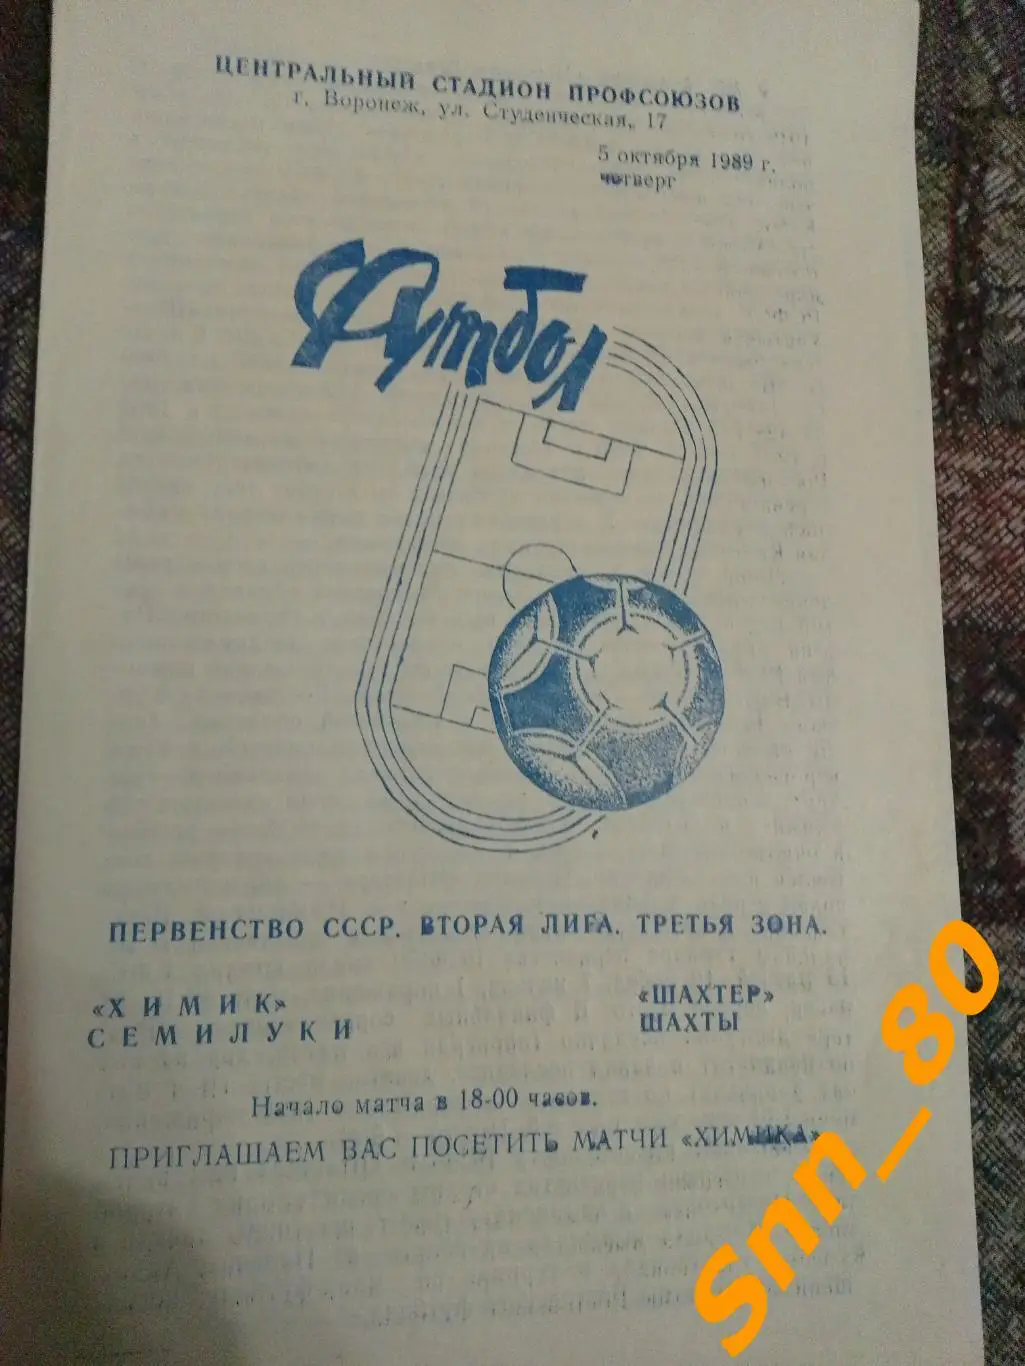 ЦЕНТРАЛЬНЫЙ СТАДИОН ПРОФСОЮЗОВ
г. Воронеж, ул. Студенческая, 17
5 октября 1989 г.
четверг
Футбол
ПЕРВЕНСТВО СССР. ВТОРАЯ ЛИГА. ТРЕТЬЯ ЗОНА.
«ХИМИК»
СЕМИЛУКИ
«ШАХТЕР»
ШАХТЫ
Начало матча в 18-00 часов.
ПРИГЛАШАЕМ ВАС ПОСЕТИТЬ МАТЧИ «ХИМИКА»
Snn_80